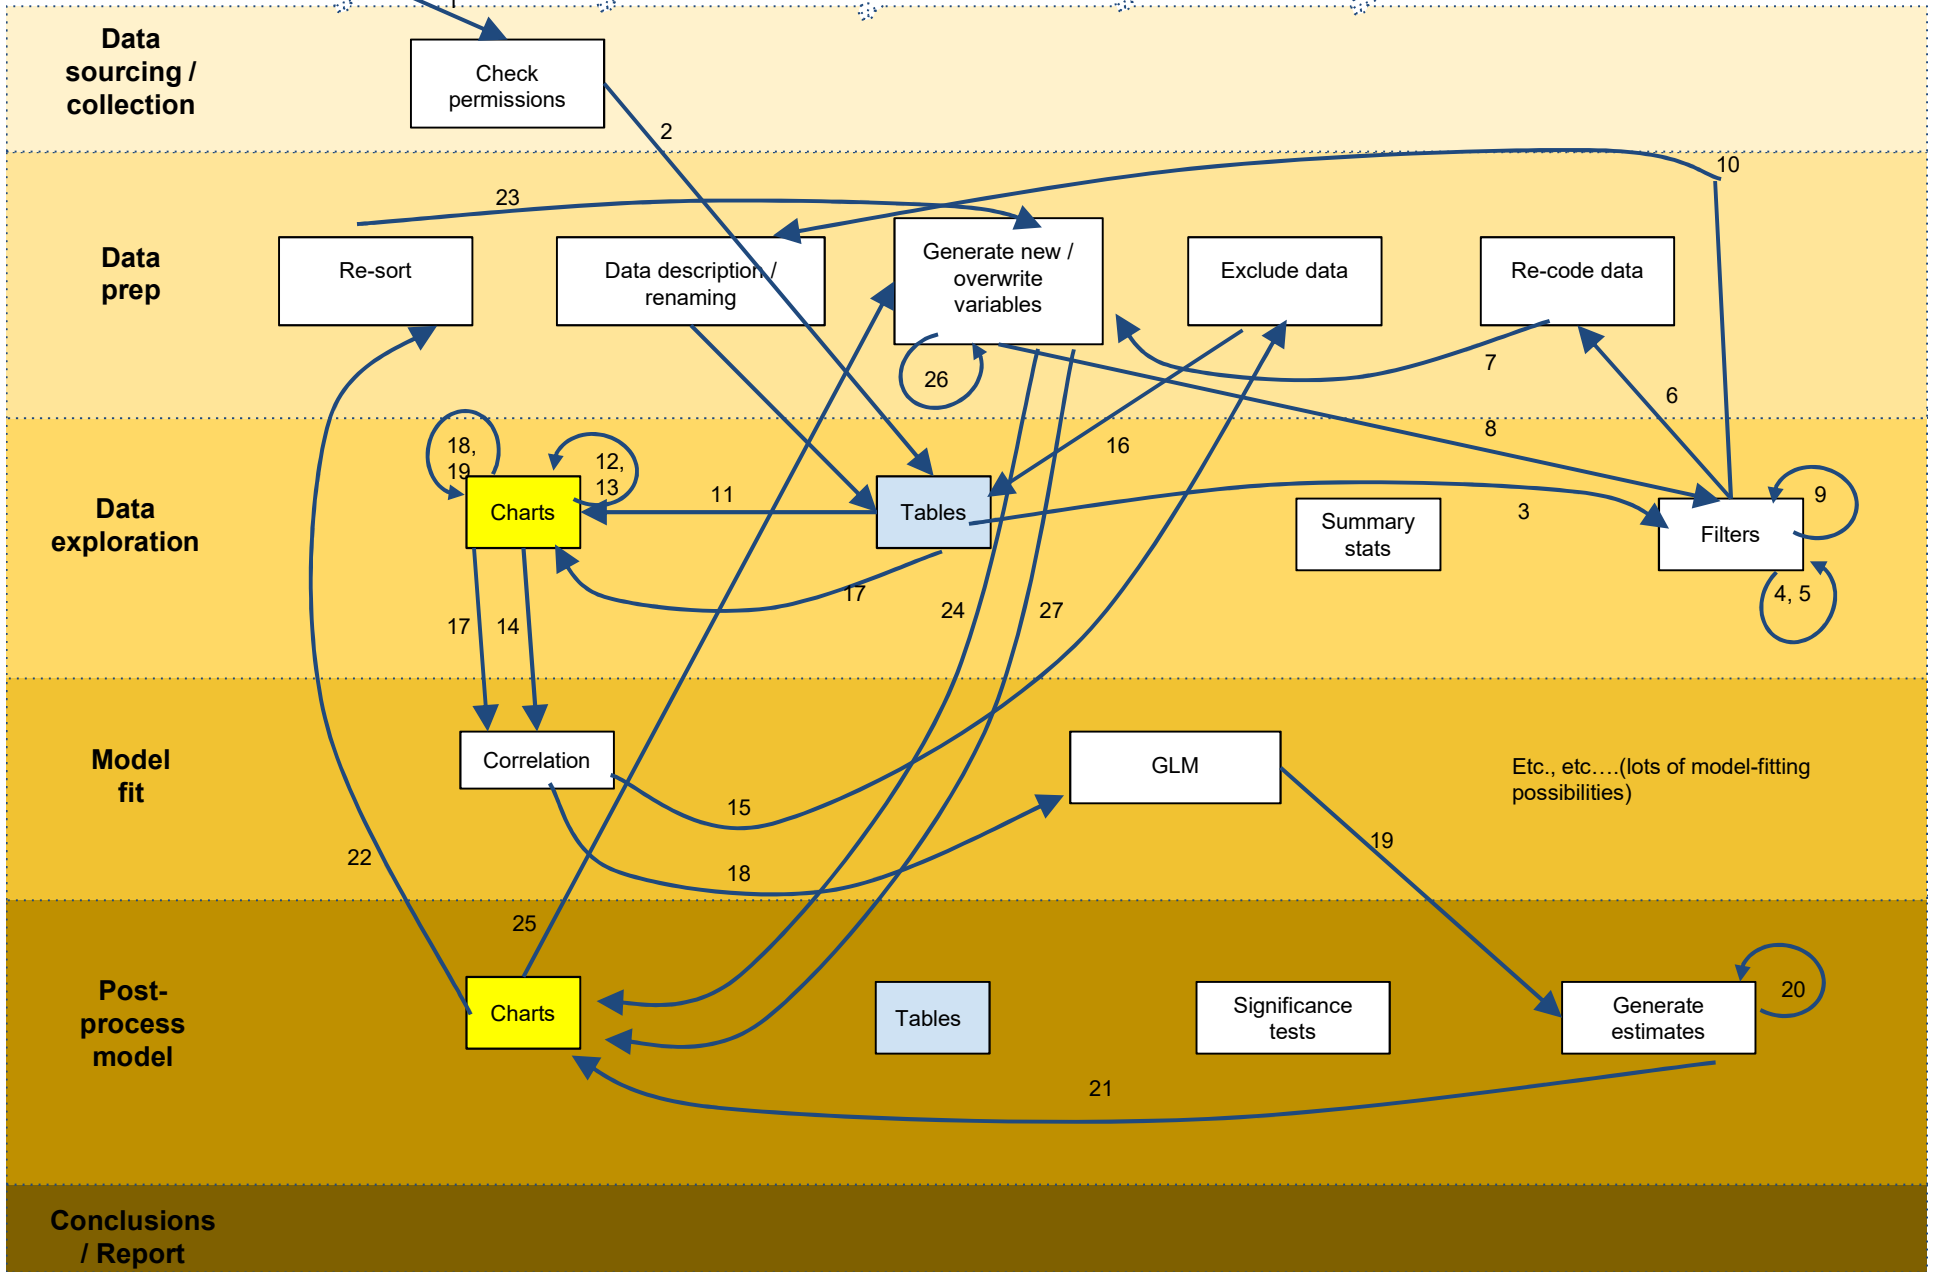 Data
sourcing /
collection
Check
permissions
2
10
23
Data
prep
Re-sort
Data description /
renaming
Generate new /
overwrite
variables
Exclude data
Re-code data
26
7
6
8
16
18,
19
12,
13
11
3
9
Data
exploration
Charts
Tables
Summary
stats
Filters
4, 5
17
17
14
24
27
Model
fit
Correlation
GLM
Etc., etc….(lots of model-fitting
possibilities)
15
19
22
18
25
Post-
process
model
Charts
Tables
Significance
tests
Generate
estimates
20
21
Conclusions
/ Report